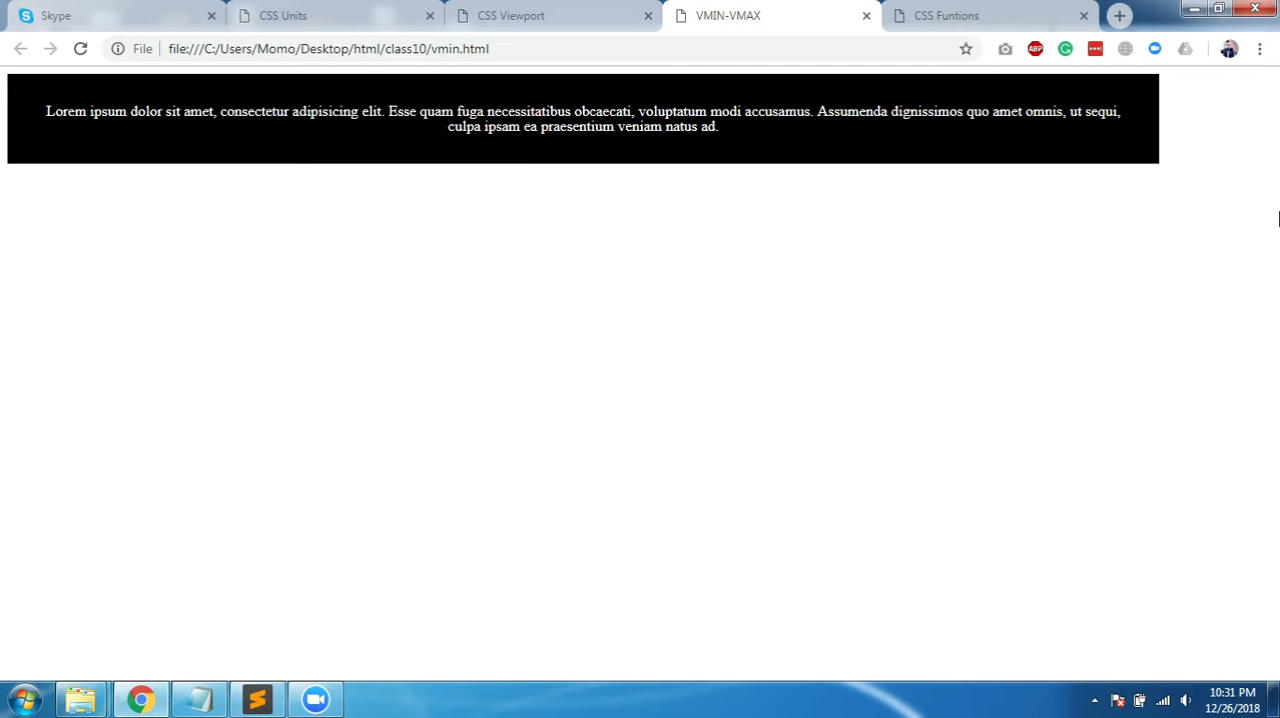 Skype
CSS Units
CSS Viewport
VMIN-VMAX
CSS Funtions
File
file:///C:/Users/Momo/Desktop/html/class10/vmin.html
ABP
Lorem ipsum dolor sit amet, consectetur adipisicing elit. Esse quam fuga necessitatibus obcaecati, voluptatum modi accusamus. Assumenda dignissimos quo amet omnis, ut sequi,
culpa ipsam ea praesentium veniam natus ad.
10:31 PM
12/26/2018